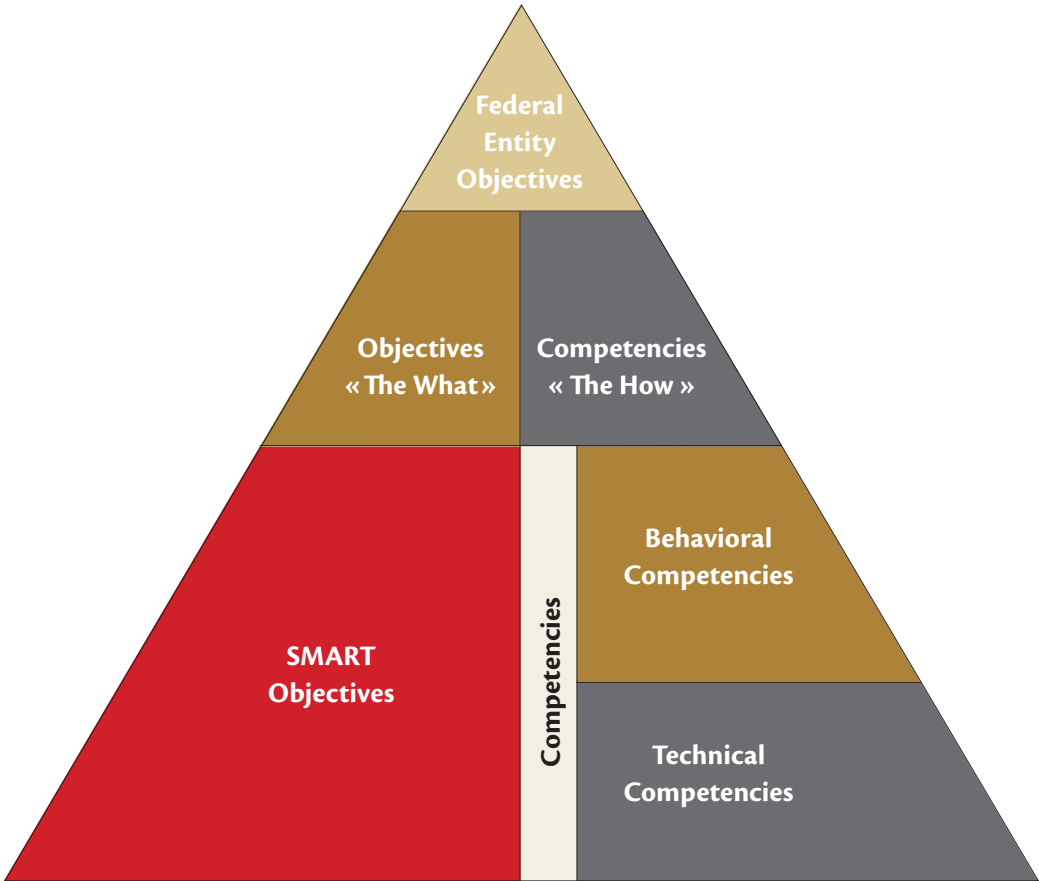 Federal
Entity
Objectives
Objectives
« The What »
Competencies
« The How »
SMART
Objectives
Competencies
Behavioral
Competencies
Technical
Competencies